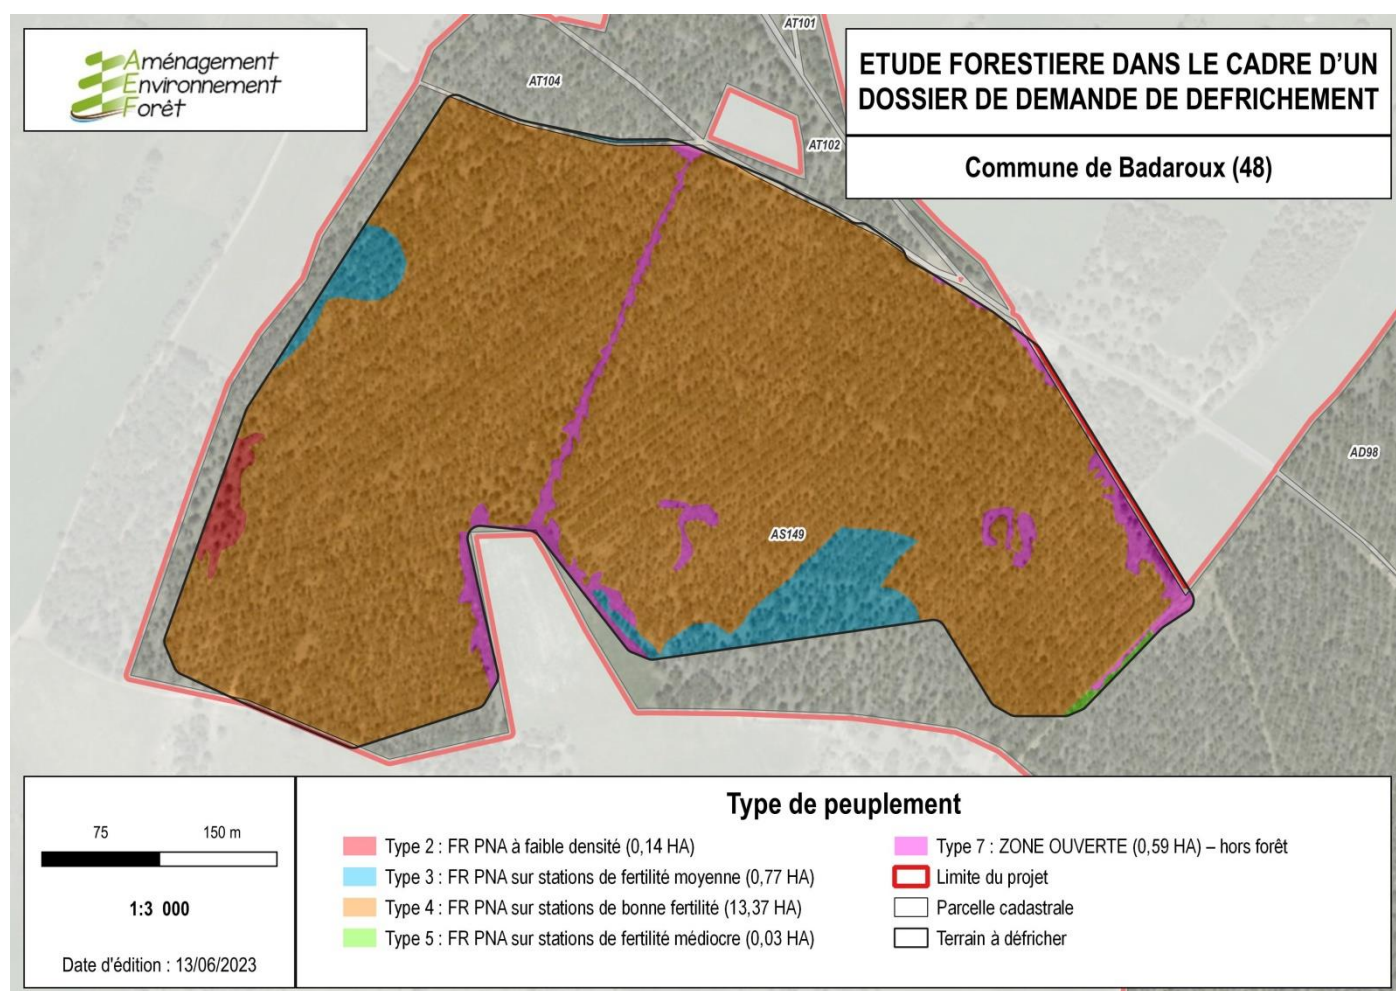 Aménagement
Environnement
Forêt
ETUDE FORESTIERE DANS LE CADRE D'UN
DOSSIER DE DEMANDE DE DEFRICHEMENT
Commune de Badaroux (48)
AT101
AT104
AT102
AD98
AS149
75 150 m
1:3 000
Date d'édition : 13/06/2023
Type de peuplement
Type 2 : FR PNA à faible densité (0,14 HA)
Type 3 : FR PNA sur stations de fertilité moyenne (0,77 HA)
Type 4 : FR PNA sur stations de bonne fertilité (13,37 HA)
Type 5 : FR PNA sur stations de fertilité médiocre (0,03 HA)
Type 7 : ZONE OUVERTE (0,59 HA) – hors forêt
Limite du projet
Parcelle cadastrale
Terrain à défricher